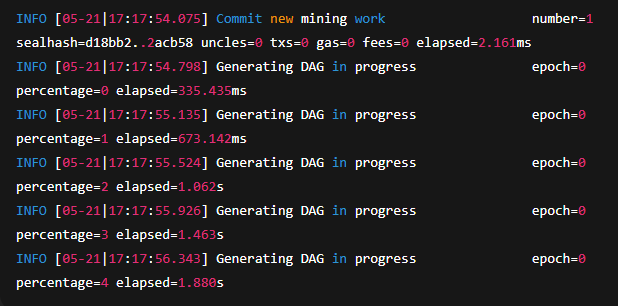 INFO [05-21|17:17:54.075] Commit new mining work number=1
sealhash=d18bb2..2acb58 uncles=0 txs=0 gas=0 fees=0 elapsed=2.161ms
INFO [05-21|17:17:54.798] Generating DAG in progress epoch=0
percentage=0 elapsed=335.435ms
INFO [05-21|17:17:55.135] Generating DAG in progress epoch=0
percentage=1 elapsed=673.142ms
INFO [05-21|17:17:55.524] Generating DAG in progress epoch=0
percentage=2 elapsed=1.062s
INFO [05-21|17:17:55.926] Generating DAG in progress epoch=0
percentage=3 elapsed=1.463s
INFO [05-21|17:17:56.343] Generating DAG in progress epoch=0
percentage=4 elapsed=1.880s